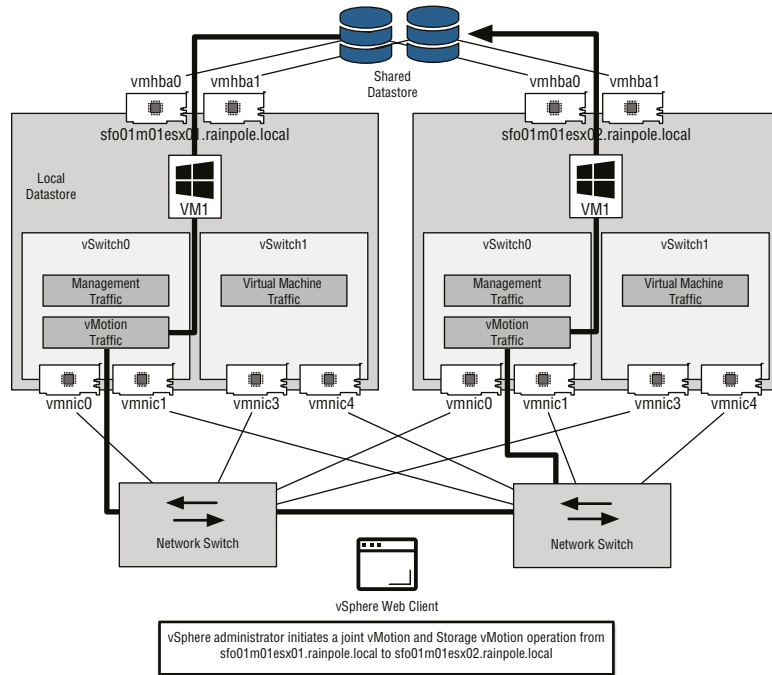 Shared
Datastore
vmhba0
vmhba1
vmhba0
vmhba1
sfo01m01esx01.rainpole.local
sfo01m01esx02.rainpole.local
Local
Datastore
VM1
VM1
vSwitch0
vSwitch1
vSwitch0
vSwitch1
Management
Traffic
Virtual Machine
Traffic
Management
Traffic
Virtual Machine
Traffic
vMotion
Traffic
vMotion
Traffic
vmnic0
vmnic1
vmnic3
vmnic4
vmnic0
vmnic1
vmnic3
vmnic4
Network Switch
Network Switch
vSphere Web Client
vSphere administrator initiates a joint vMotion and Storage vMotion operation from
sfo01m01esx01.rainpole.local to sfo01m01esx02.rainpole.local